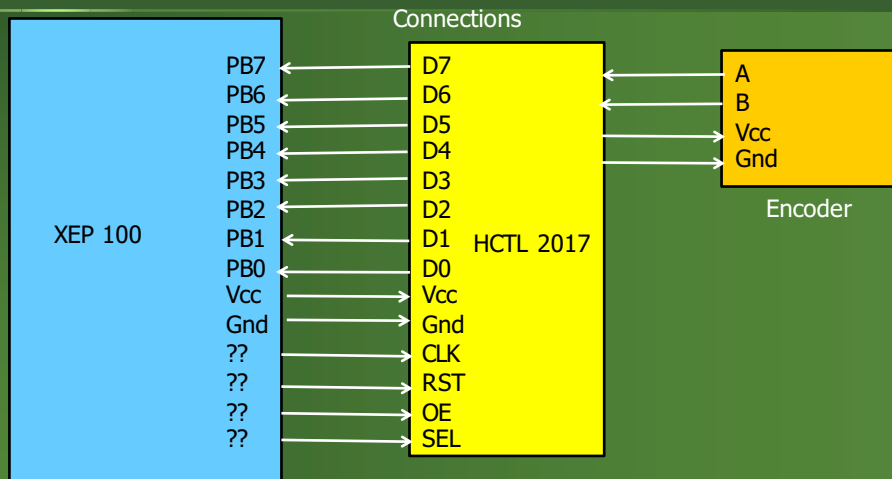 Connections
PB7 D7 A
PB6 D6 B
PB5 D5 Vcc
PB4 D4 Gnd
PB3 D3
PB2 D2 Encoder
XEP 100 PB1 D1 HCTL 2017
PB0 D0
Vcc Vcc
Gnd Gnd
?? CLK
?? RST
?? OE
?? SEL